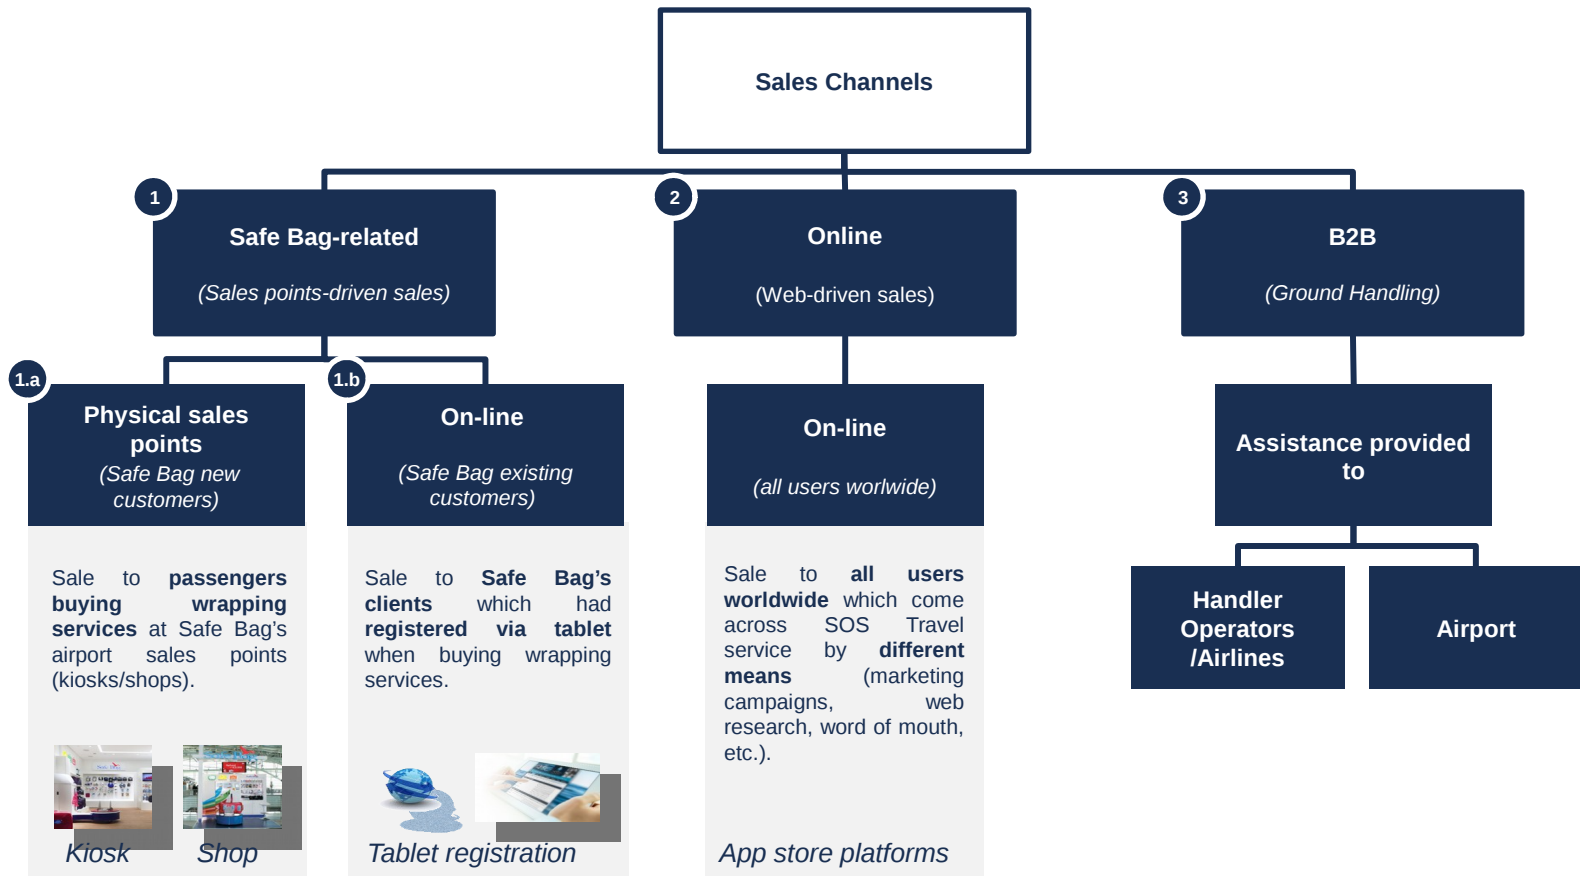 Sales Channels
1
Safe Bag-related
(Sales points-driven sales)
2
Online
(Web-driven sales)
3
B2B
(Ground Handling)
1.a
Physical sales
points
(Safe Bag new
customers)
Sale to passengers
buying wrapping
services at Safe Bag’s
airport sales points
(kiosks/shops).
Kiosk
Shop
1.b
On-line
(Safe Bag existing
customers)
Sale to Safe Bag’s
clients which had
registered via tablet
when buying wrapping
services.
Tablet registration
On-line
(all users worlwide)
Sale to all users
worldwide which come
across SOS Travel
service by different
means (marketing
campaigns, web
research, word of mouth,
etc.).
App store platforms
Assistance provided
to
Handler
Operators
/Airlines
Airport